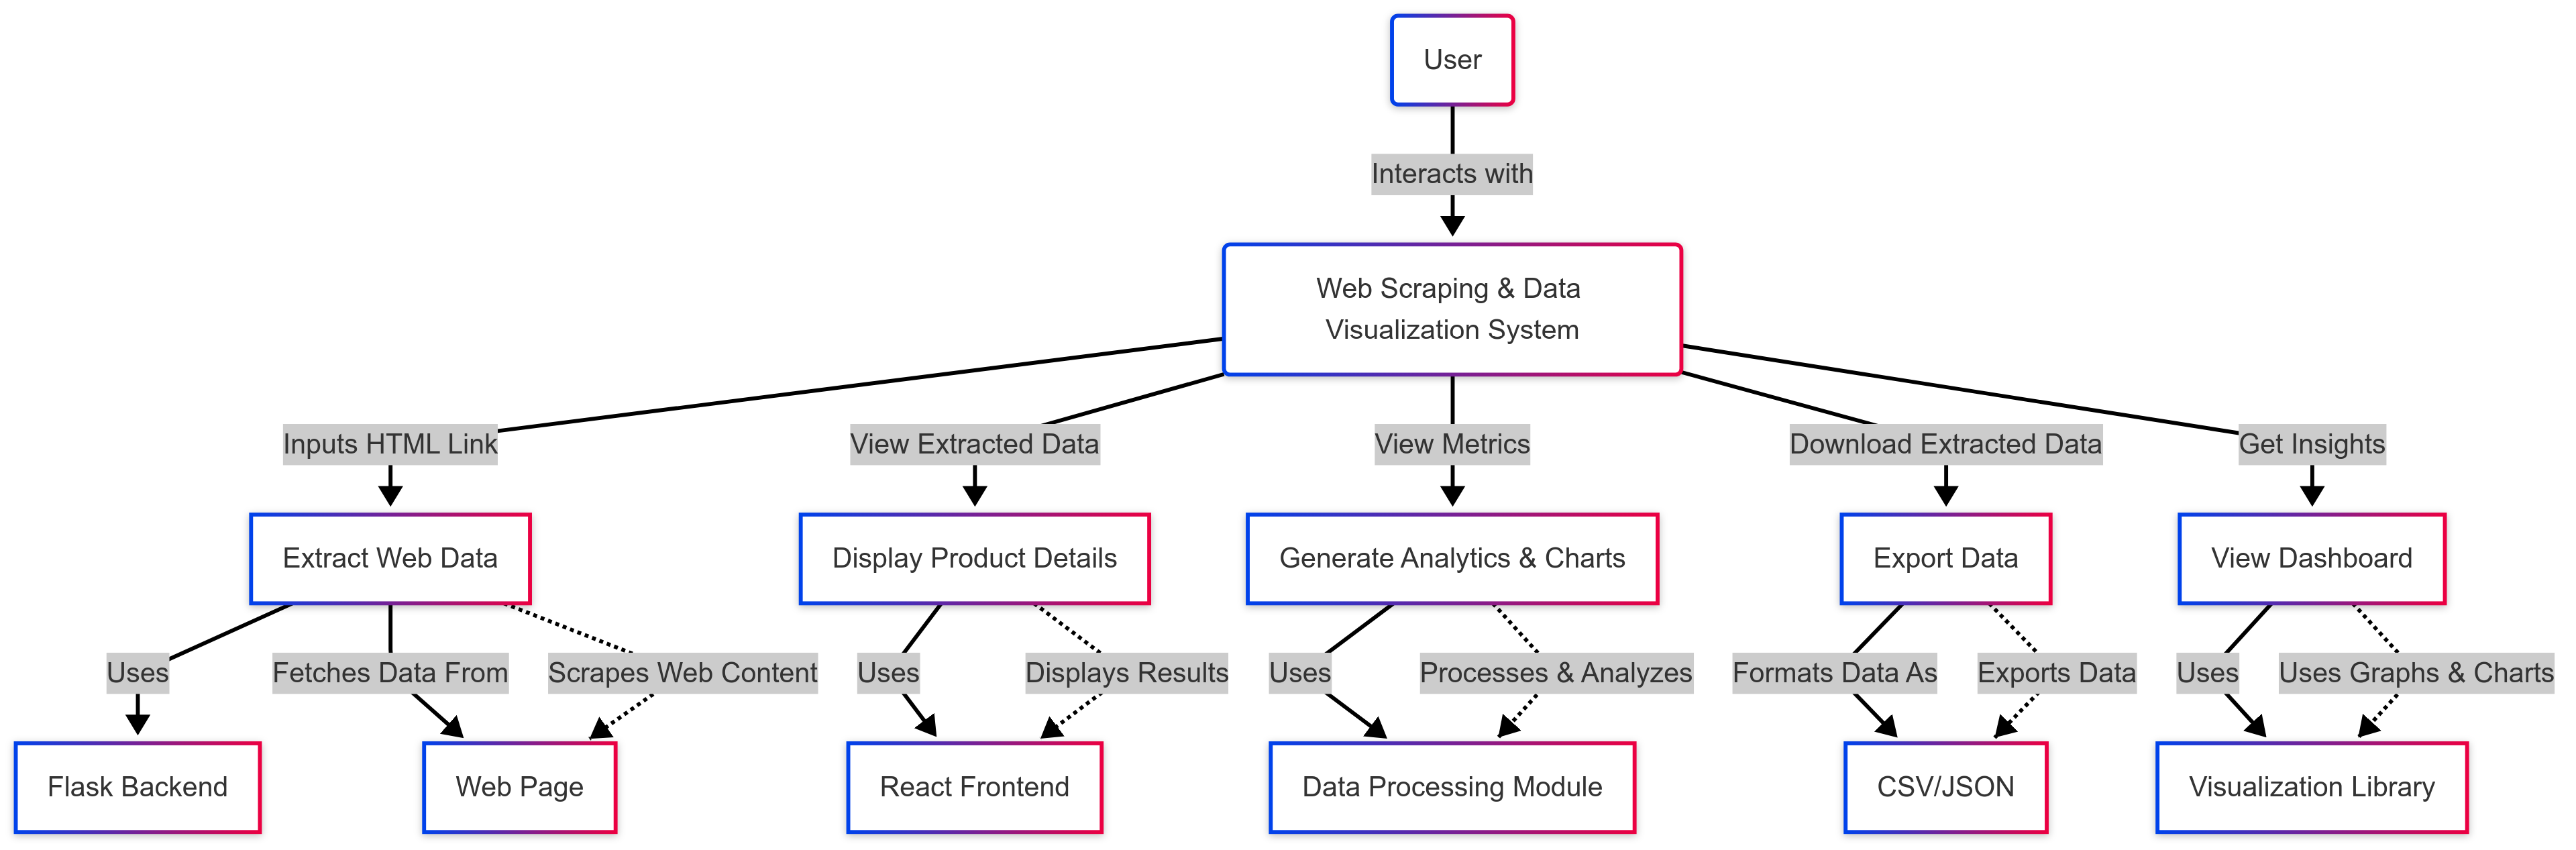 User
Interacts with
Web Scraping & Data
Visualization System
Inputs HTML Link
View Extracted Data
View Metrics
Download Extracted Data
Get Insights
Extract Web Data
Display Product Details
Generate Analytics & Charts
Export Data
View Dashboard
Uses
Fetches Data From
Scrapes Web Content
Uses
Displays Results
Uses
Processes & Analyzes
Formats Data As
Exports Data
Uses
Uses Graphs & Charts
Flask Backend
Web Page
React Frontend
Data Processing Module
CSV/JSON
Visualization Library